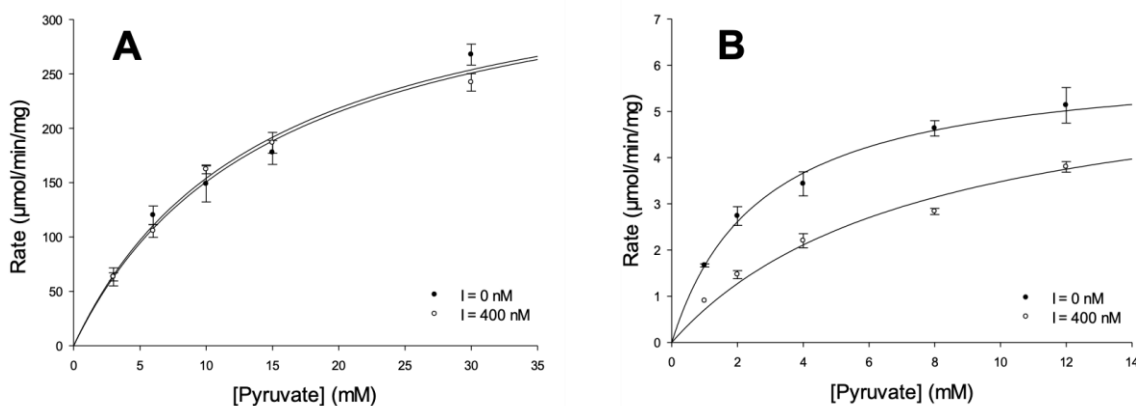 A
300
250
200
150
100
50
0
Rate (µmol/min/mg)
0 5 10 15 20 25 30 35
[Pyruvate] (mM)
I = 0 nM
I = 400 nM
B
7
6
5
4
3
2
1
0
Rate (µmol/min/mg)
0 2 4 6 8 10 12 14
[Pyruvate] (mM)
I = 0 nM
I = 400 nM